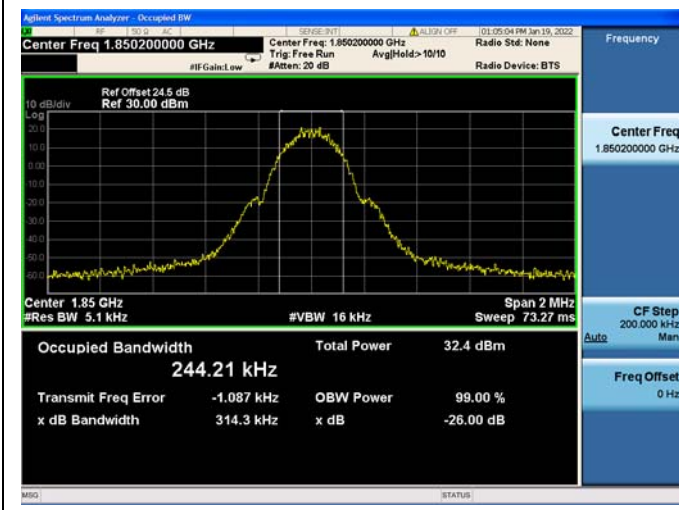 Agilent Spectrum Analyzer - Occupied BW
RF 50 Ω AC SENSE:INT ALIGN OFF 01:05:04 PM Jan 19, 2022
Center Freq 1.850200000 GHz
Center Freq: 1.850200000 GHz
Radio Std: None
Trig: Free Run Avg|Hold:> 10/10
#IFGain:Low #Atten: 20 dB Radio Device: BTS
Frequency
Ref Offset 24.5 dB
10 dB/div Ref 30.00 dBm
Log
20.0
10.0
0.00
-10.0
-20.0
-30.0
-40.0
-50.0
-60.0
Center 1.85 GHz Span 2 MHz
#Res BW 5.1 kHz #VBW 16 kHz Sweep 73.27 ms
Occupied Bandwidth Total Power 32.4 dBm
244.21 kHz
Transmit Freq Error -1.087 kHz OBW Power 99.00 %
x dB Bandwidth 314.3 kHz x dB -26.00 dB
Center Freq
1.850200000 GHz
CF Step
200.000 kHz
Auto Man
Freq Offset
0 Hz
MSG STATUS